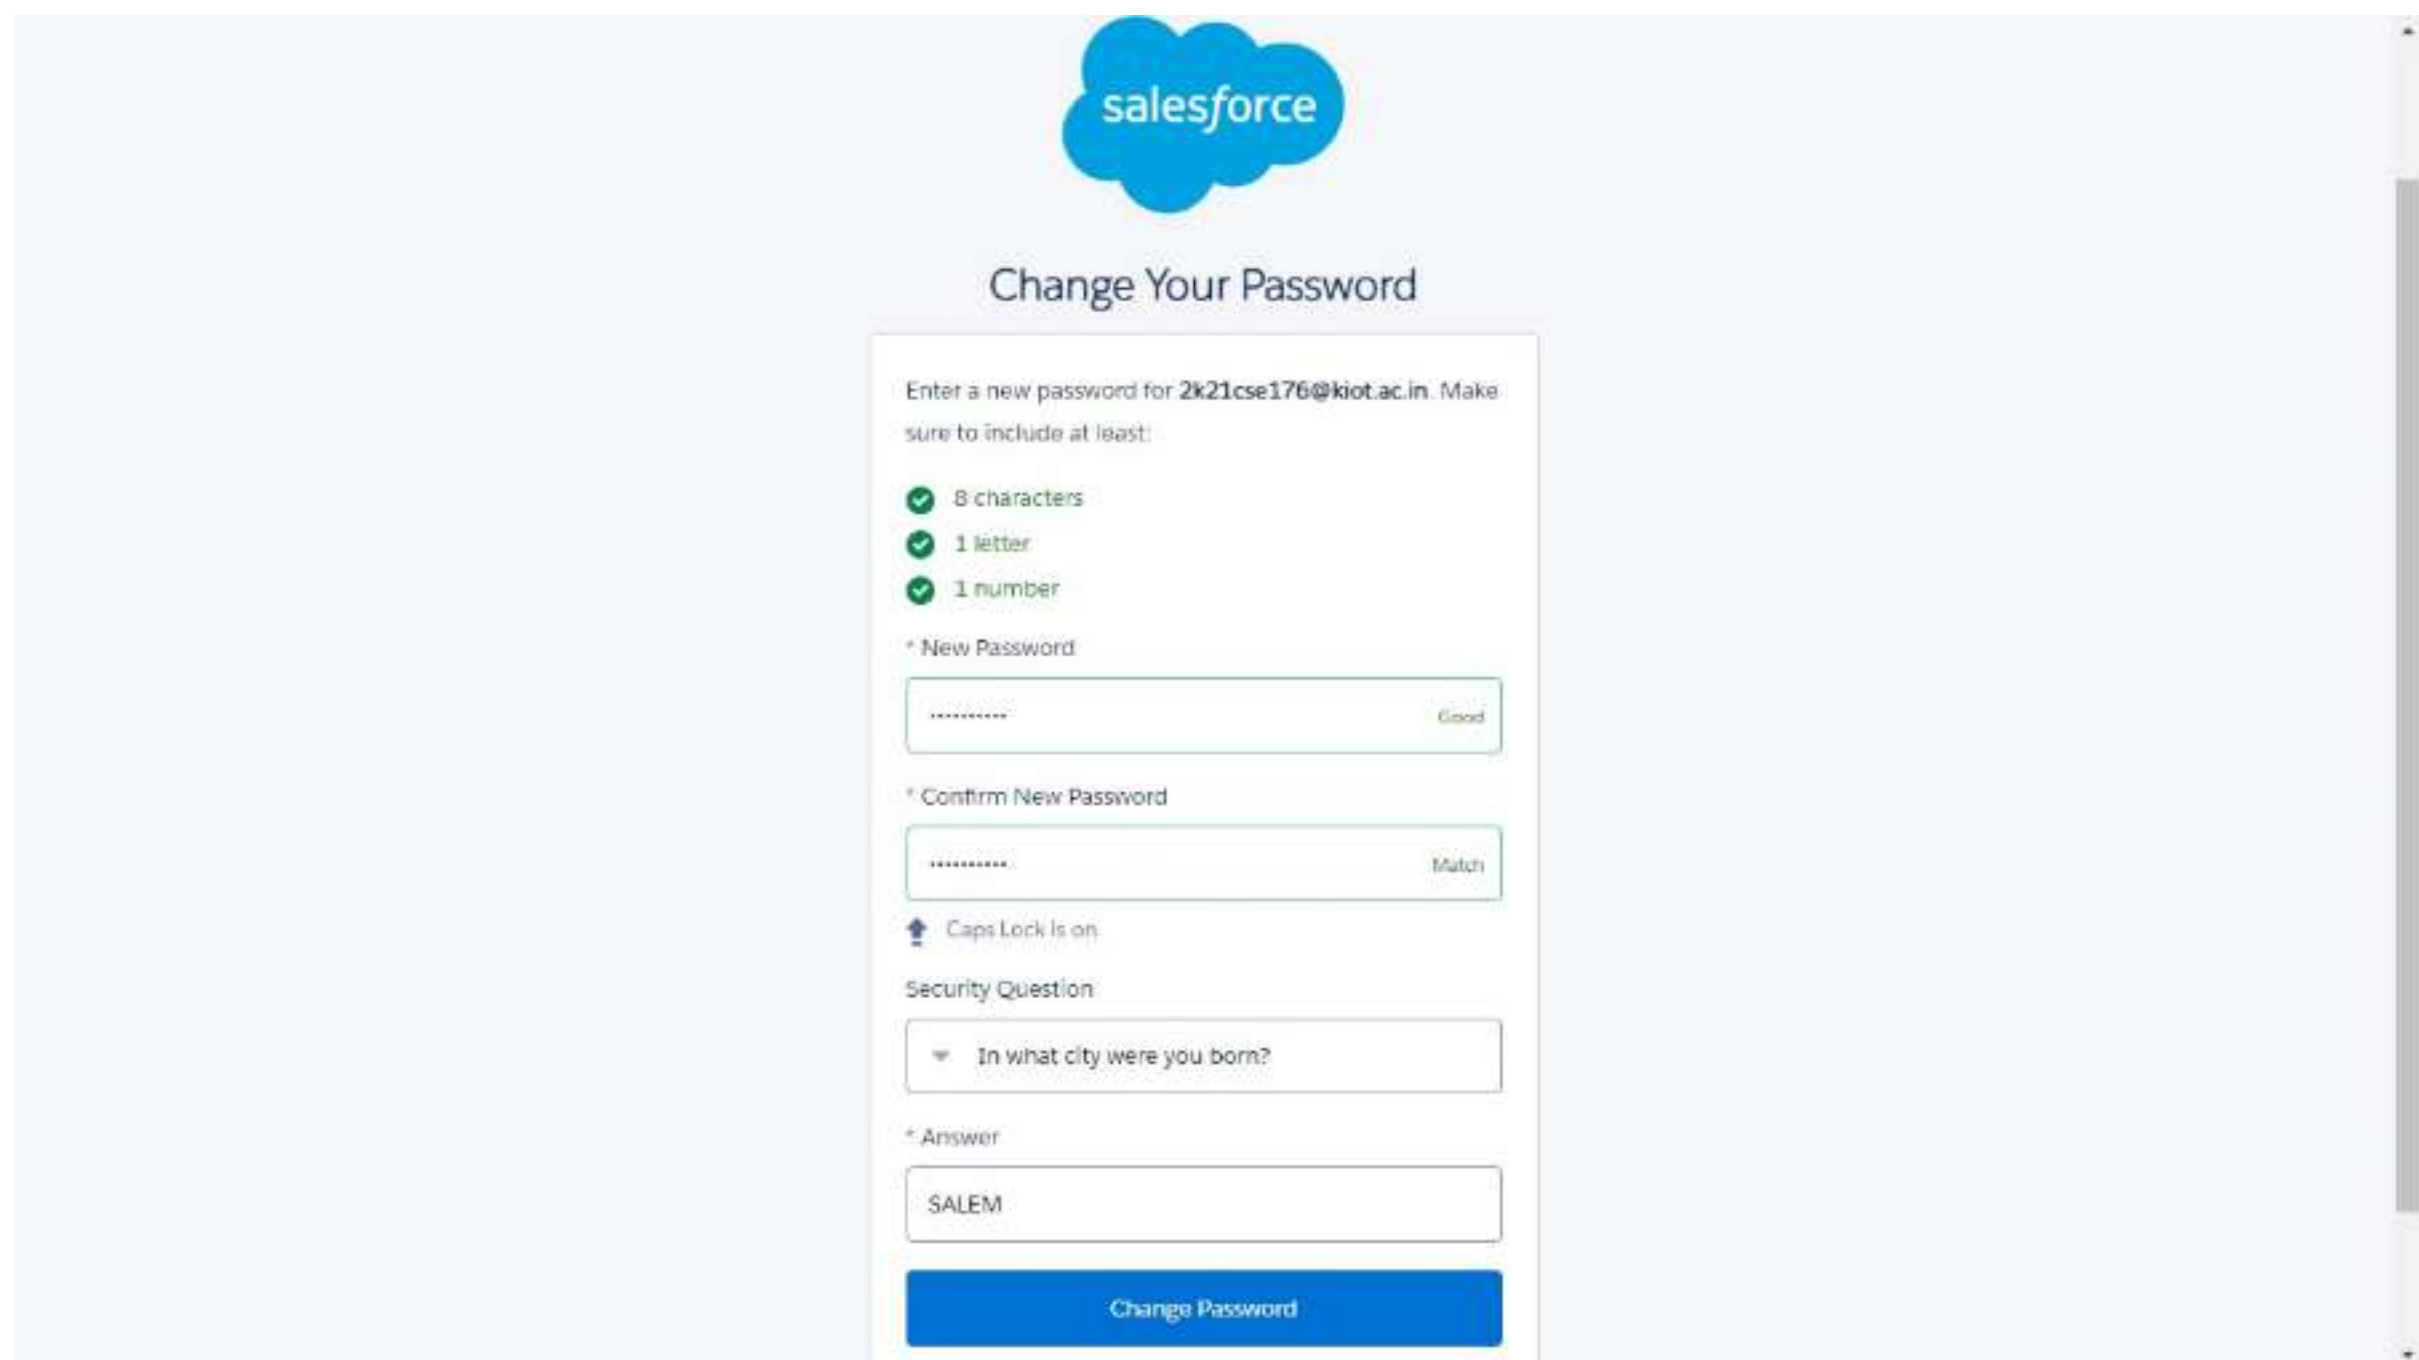 salesforce
Change Your Password
Enter a new password for 2k21cse176@kiot.ac.in. Make
sure to include at least:
8 characters
1 letter
1 number
* New Password
•••••••••• Good
* Confirm New Password
•••••••••• Match
Caps Lock is on
Security Question
In what city were you born?
* Answer
SALEM
Change Password